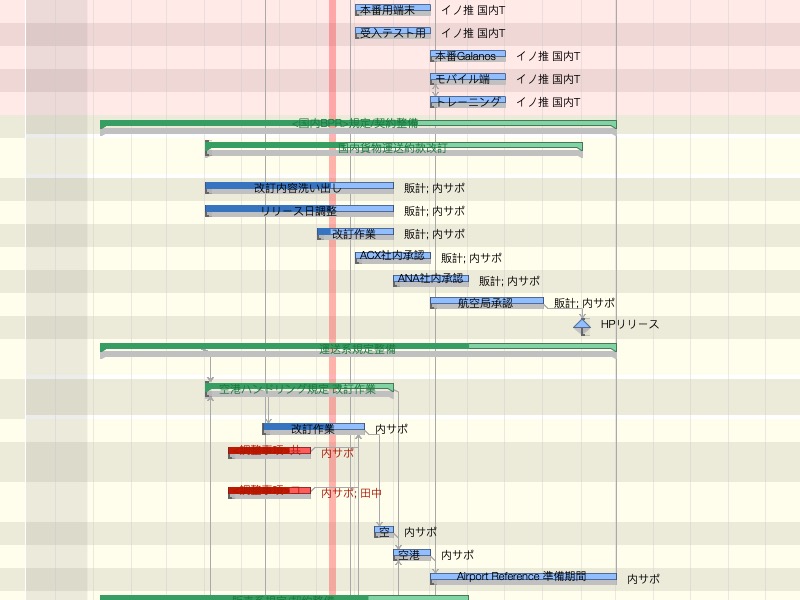 本番用端末 イノ推 国内T
受入テスト用 イノ推 国内T
本番Galanos イノ推 国内T
モバイル端 イノ推 国内T
トレーニング イノ推 国内T
<国内BPR>規定/契約整備
国内貨物運送約款改訂
改訂内容洗い出し 販計; 内サポ
リリース日調整 販計; 内サポ
改訂作業 販計; 内サポ
ACX社内承認 販計; 内サポ
ANA社内承認 販計; 内サポ
航空局承認 販計; 内サポ
HPリリース
運送系規定整備
空港ハンドリング規定 改訂作業
改訂作業 内サポ
調整事項 内サポ
調整事項 内サポ; 田中
空 内サポ
空港 内サポ
Airport Reference 準備期間 内サポ